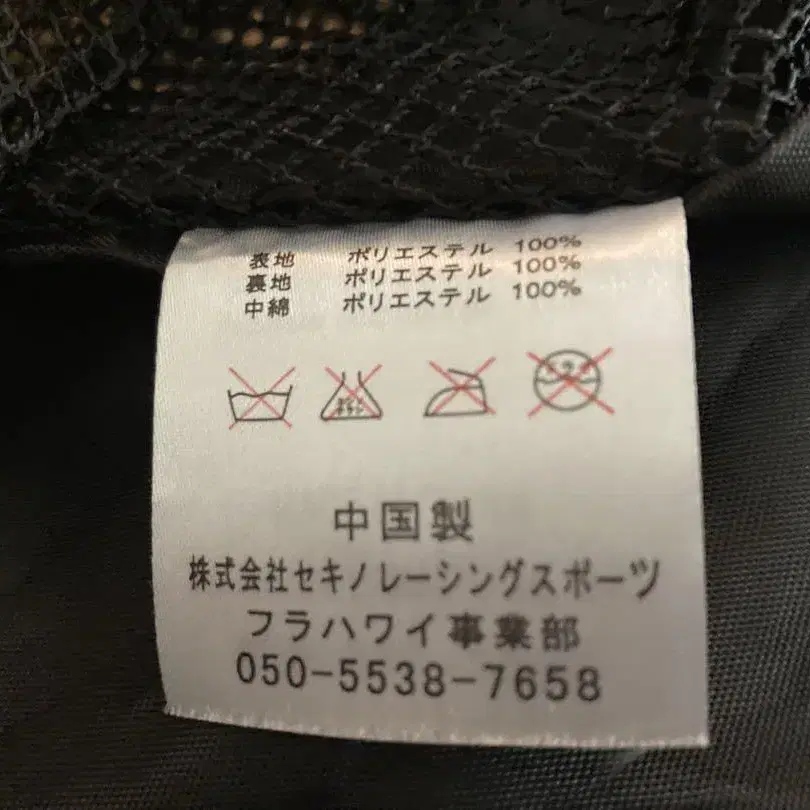 表地 ポリエステル 100%
裏地 ポリエステル 100%
中綿 ポリエステル 100%
中国製
株式会社セキノレーシングスポーツ
フラハワイ事業部
050-5538-7658